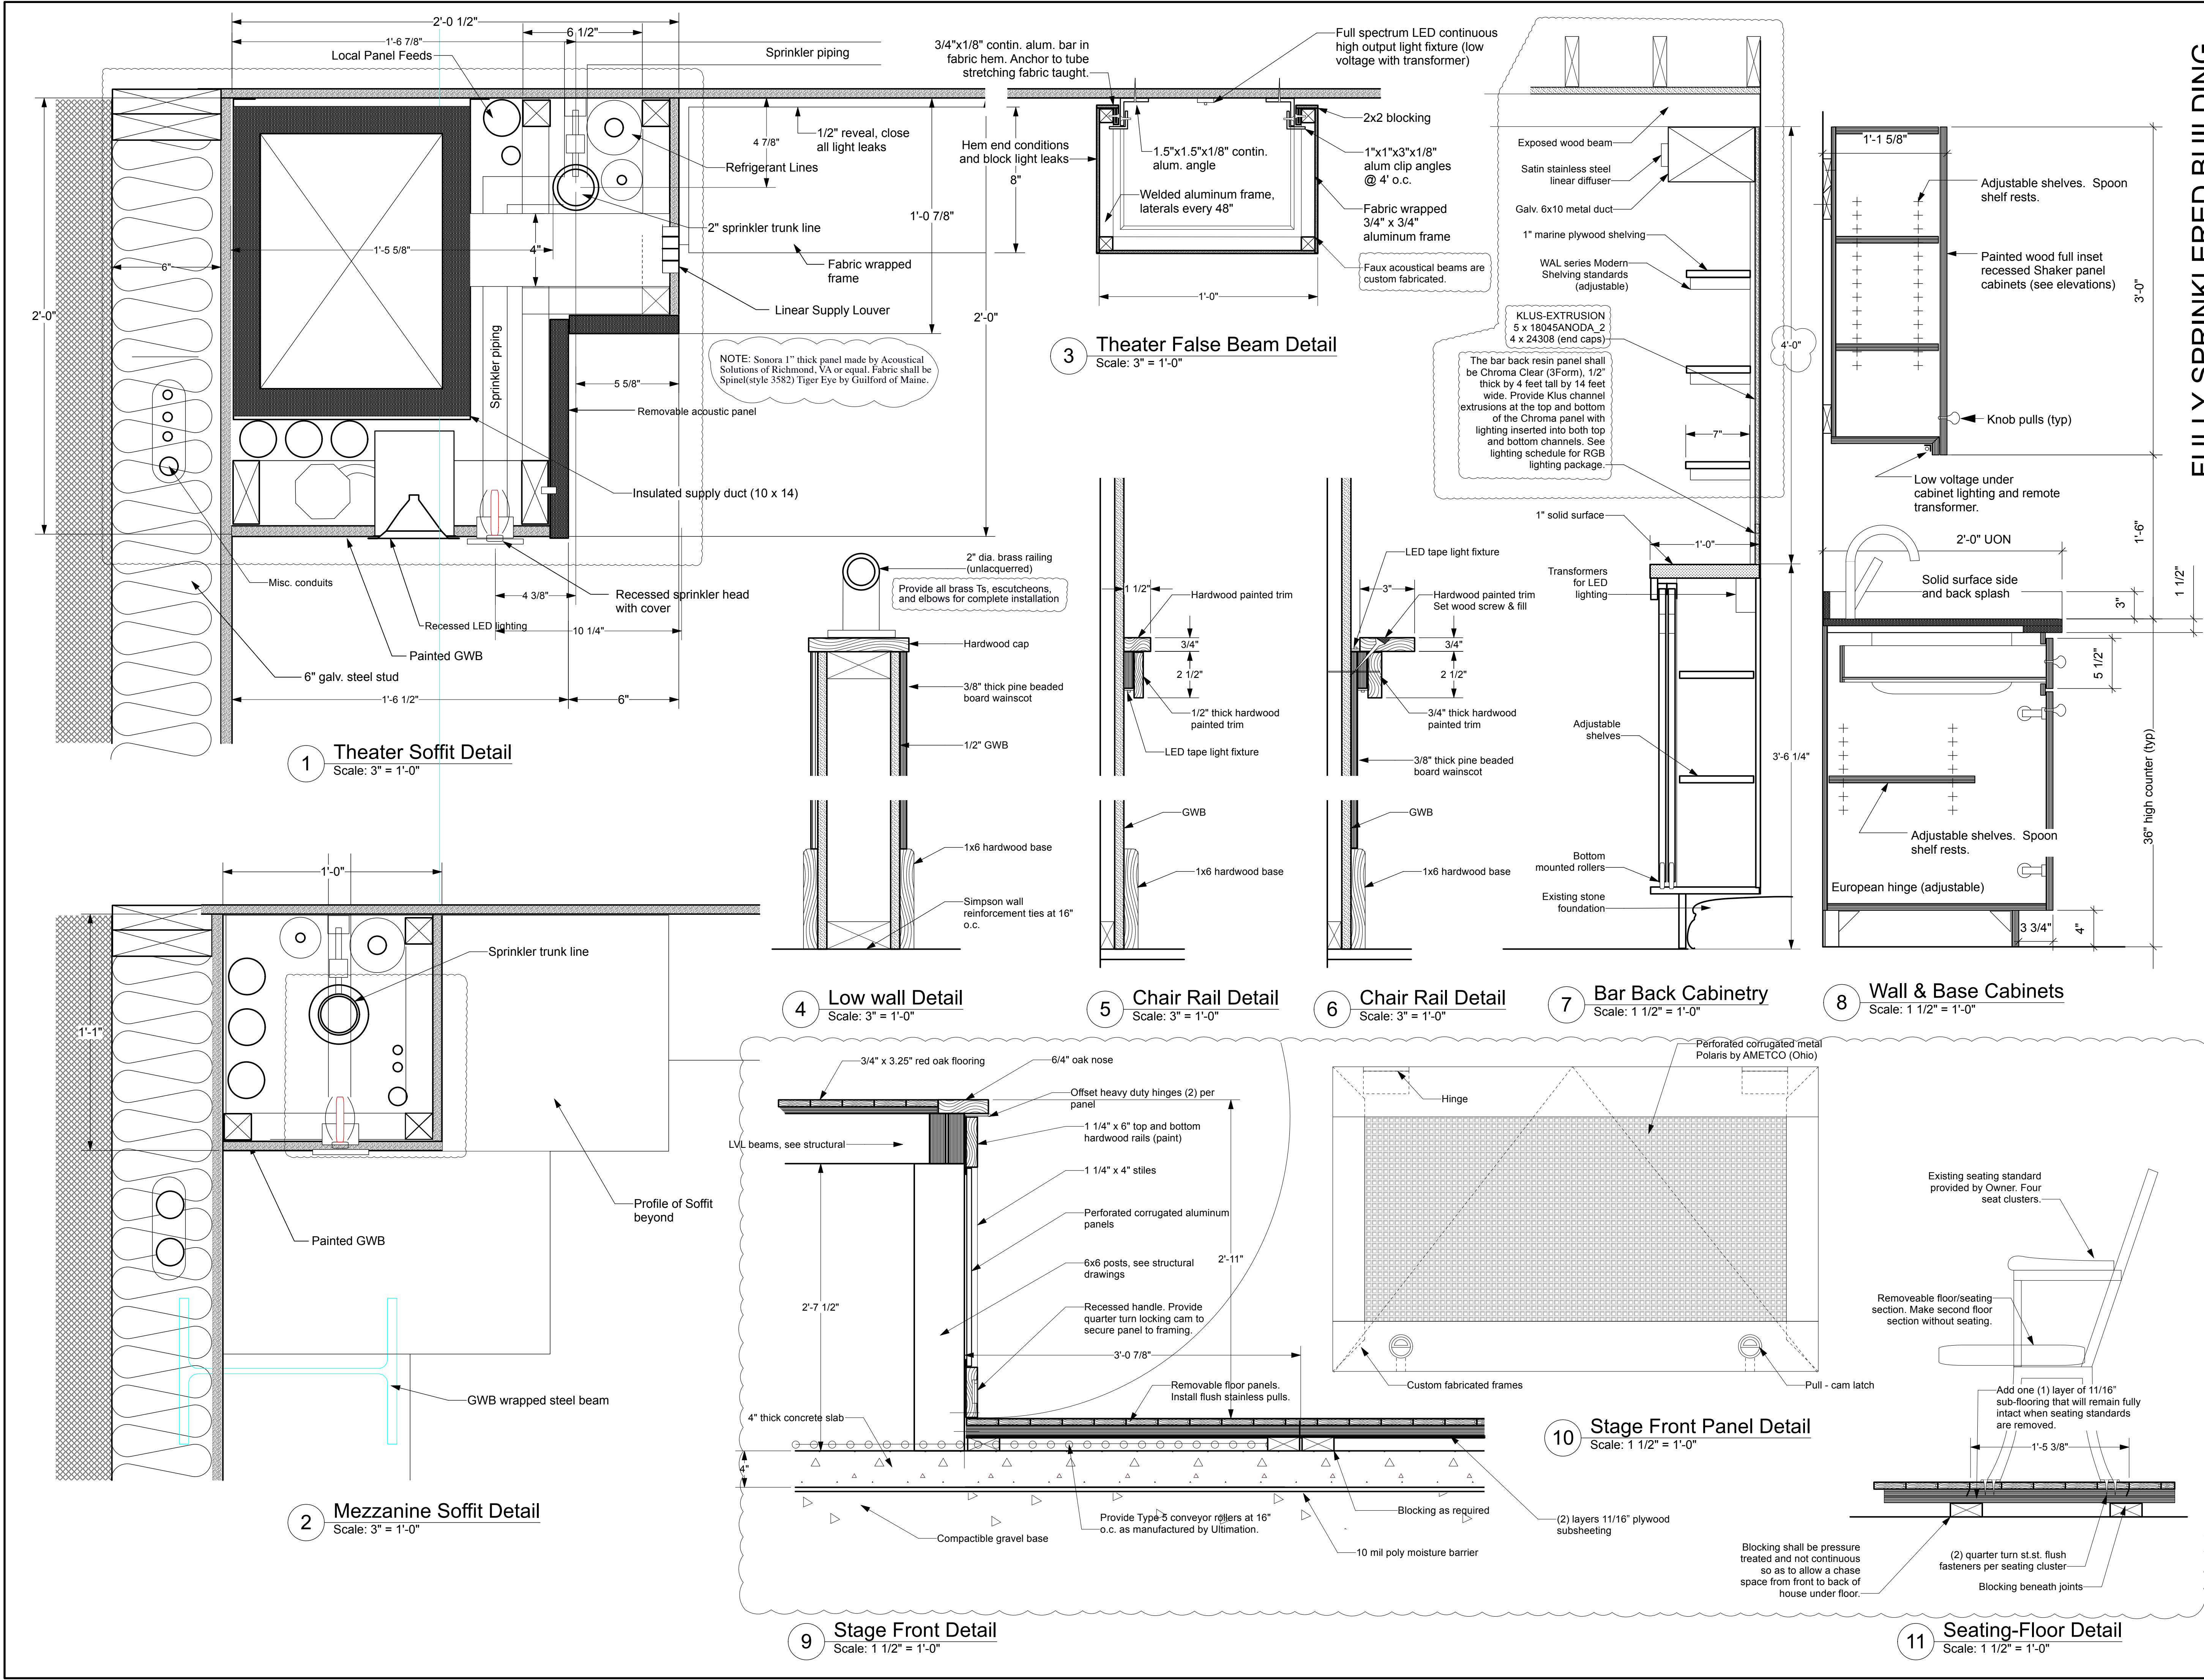 2'-0 1/2"
6 1/2"
1'-6 7/8"
Local Panel Feeds
Sprinkler piping
2'-0"
6"
1'-5 5/8"
4"
4 7/8"
1/2" reveal, close
all light leaks
Refrigerant Lines
1'-0 7/8"
2" sprinkler trunk line
Fabric wrapped
frame
Linear Supply Louver
2'-0"
Sprinkler piping
5 5/8"
NOTE: Sonora 1” thick panel made by Acoustical
Solutions of Richmond, VA or equal. Fabric shall be
Spinel(style 3582) Tiger Eye by Guilford of Maine.
Removable acoustic panel
Insulated supply duct (10 x 14)
Misc. conduits
4 3/8"
Recessed sprinkler head
with cover
Recessed LED lighting
10 1/4"
Painted GWB
6" galv. steel stud
1'-6 1/2"
6"
1
Theater Soffit Detail
Scale: 3" = 1'-0"
1'-0"
1'-1"
Sprinkler trunk line
Profile of Soffit
beyond
Painted GWB
GWB wrapped steel beam
2
Mezzanine Soffit Detail
Scale: 3" = 1'-0"
3/4"x1/8" contin. alum. bar in
fabric hem. Anchor to tube
stretching fabric taught.
Full spectrum LED continuous
high output light fixture (low
voltage with transformer)
Hem end conditions
and block light leaks
8"
2x2 blocking
1.5"x1.5"x1/8" contin.
alum. angle
1"x1"x3"x1/8"
alum clip angles
@ 4' o.c.
Welded aluminum frame,
laterals every 48"
Fabric wrapped
3/4" x 3/4"
aluminum frame
Faux acoustical beams are
custom fabricated.
1'-0"
3
Theater False Beam Detail
Scale: 3" = 1'-0"
2" dia. brass railing
(unlacquerred)
Provide all brass Ts, escutcheons,
and elbows for complete installation
Hardwood cap
3/8" thick pine beaded
board wainscot
1/2" GWB
1x6 hardwood base
Simpson wall
reinforcement ties at 16"
o.c.
4
Low wall Detail
Scale: 3" = 1'-0"
1 1/2"
Hardwood painted trim
3/4"
2 1/2"
1/2" thick hardwood
painted trim
LED tape light fixture
GWB
1x6 hardwood base
5
Chair Rail Detail
Scale: 3" = 1'-0"
LED tape light fixture
3"
Hardwood painted trim
Set wood screw & fill
3/4"
2 1/2"
3/4" thick hardwood
painted trim
3/8" thick pine beaded
board wainscot
GWB
1x6 hardwood base
6
Chair Rail Detail
Scale: 3" = 1'-0"
Exposed wood beam
Satin stainless steel
linear diffuser
Galv. 6x10 metal duct
1" marine plywood shelving
WAL series Modern
Shelving standards
(adjustable)
KLUS-EXTRUSION
5 x 18045ANODA_2
4 x 24308 (end caps)
4'-0"
The bar back resin panel shall
be Chroma Clear (3Form), 1/2”
thick by 4 feet tall by 14 feet
wide. Provide Klus channel
extrusions at the top and bottom
of the Chroma panel with
lighting inserted into both top
and bottom channels. See
lighting schedule for RGB
lighting package.
7"
1" solid surface
1'-0"
Transformers
for LED
lighting
Adjustable
shelves
3'-6 1/4"
Bottom
mounted rollers
Existing stone
foundation
7
Bar Back Cabinetry
Scale: 1 1/2" = 1'-0"
1'-1 5/8"
Adjustable shelves. Spoon
shelf rests.
Painted wood full inset
recessed Shaker panel
cabinets (see elevations)
3'-0"
Knob pulls (typ)
Low voltage under
cabinet lighting and remote
transformer.
1'-6"
2'-0" UON
1 1/2"
Solid surface side
and back splash
3"
5 1/2"
36" high counter (typ)
Adjustable shelves. Spoon
shelf rests.
European hinge (adjustable)
3 3/4"
4"
8
Wall & Base Cabinets
Scale: 1 1/2" = 1'-0"
FULLY SPRINKLERED BUILDING
3/4" x 3.25" red oak flooring
6/4" oak nose
Offset heavy duty hinges (2) per
panel
1 1/4" x 6" top and bottom
hardwood rails (paint)
LVL beams, see structural
1 1/4" x 4" stiles
Perforated corrugated aluminum
panels
2'-11"
6x6 posts, see structural
drawings
2'-7 1/2"
Recessed handle. Provide
quarter turn locking cam to
secure panel to framing.
3'-0 7/8"
Removable floor panels.
Install flush stainless pulls.
4" thick concrete slab
4"
Provide Type 5 conveyor rollers at 16"
o.c. as manufactured by Ultimation.
Blocking as required
(2) layers 11/16” plywood
subsheeting
Compactible gravel base
10 mil poly moisture barrier
9
Stage Front Detail
Scale: 1 1/2" = 1'-0"
Perforated corrugated metal
Polaris by AMETCO (Ohio)
Hinge
Custom fabricated frames
Pull - cam latch
10
Stage Front Panel Detail
Scale: 1 1/2" = 1'-0"
Existing seating standard
provided by Owner. Four
seat clusters.
Removeable floor/seating
section. Make second floor
section without seating.
Add one (1) layer of 11/16”
sub-flooring that will remain fully
intact when seating standards
are removed.
1'-5 3/8"
Blocking shall be pressure
treated and not continuous
so as to allow a chase
space from front to back of
house under floor.
(2) quarter turn st.st. flush
fasteners per seating cluster
Blocking beneath joints
11
Seating-Floor Detail
Scale: 1 1/2" = 1'-0"